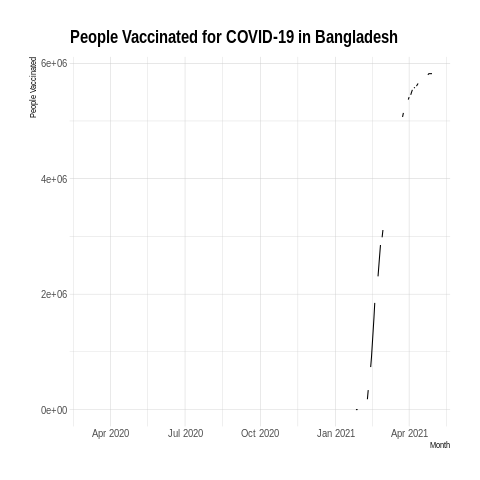 People Vaccinated for COVID-19 in Bangladesh
People Vaccinated
6e+06
4e+06
2e+06
0e+00
Apr 2020
Jul 2020
Oct 2020
Jan 2021
Apr 2021
Month